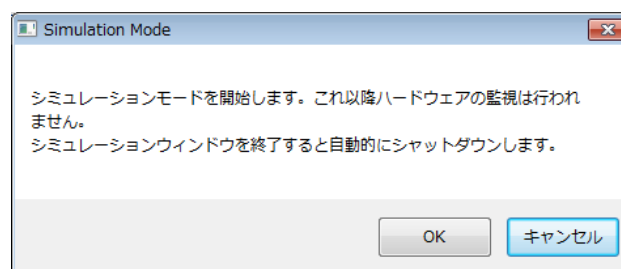 Simulation Mode
シミュレーションモードを開始します。これ以降ハードウェアの監視は行われ
ません。
シミュレーションウィンドウを終了すると自動的にシャットダウンします。
OK
キャンセル